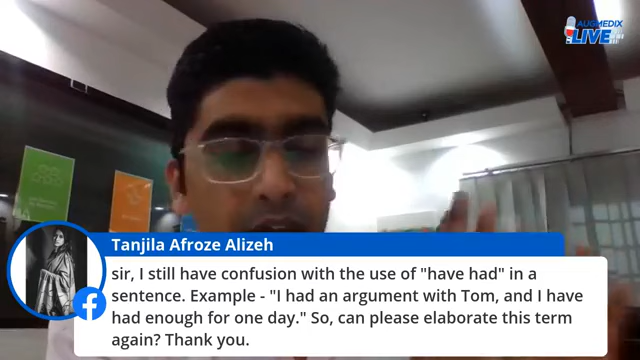 AUGMEDIX
LIVE
Tanjila Afroze Alizeh
sir, I still have confusion with the use of "have had" in a
sentence. Example - "I had an argument with Tom, and I have
had enough for one day." So, can please elaborate this term
again? Thank you.